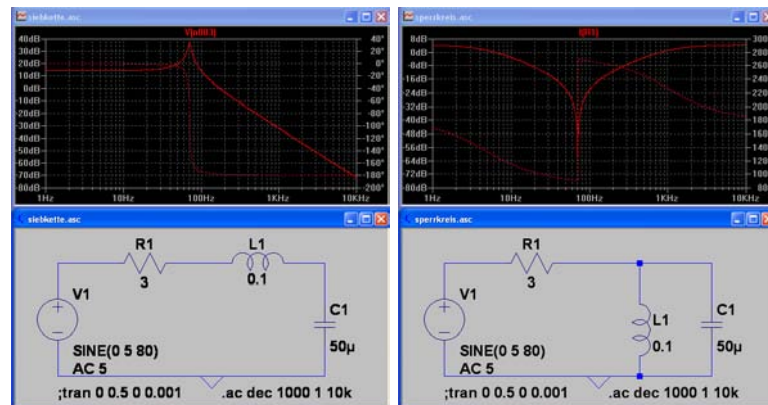 siebkette.asc
V(n003)
40dB
30dB
20dB
10dB
0dB
-10dB
-20dB
-30dB
-40dB
-50dB
-60dB
-70dB
-80dB
40°
20°
0°
-20°
-40°
-60°
-80°
-100°
-120°
-140°
-160°
-180°
-200°
1Hz
10Hz
100Hz
1KHz
10KHz
sperrkreis.asc
I(R1)
8dB
0dB
-8dB
-16dB
-24dB
-32dB
-40dB
-48dB
-56dB
-64dB
-72dB
-80dB
1Hz
10Hz
100Hz
1KHz
10KHz
siebkette.asc
R1
3
L1
0.1
V1
C1
50µ
SINE(0 5 80)
AC 5
;tran 0 0.5 0 0.001
.ac dec 1000 1 10k
sperrkreis.asc
R1
3
V1
L1
0.1
C1
50µ
SINE(0 5 80)
AC 5
;tran 0 0.5 0 0.001
.ac dec 1000 1 10k